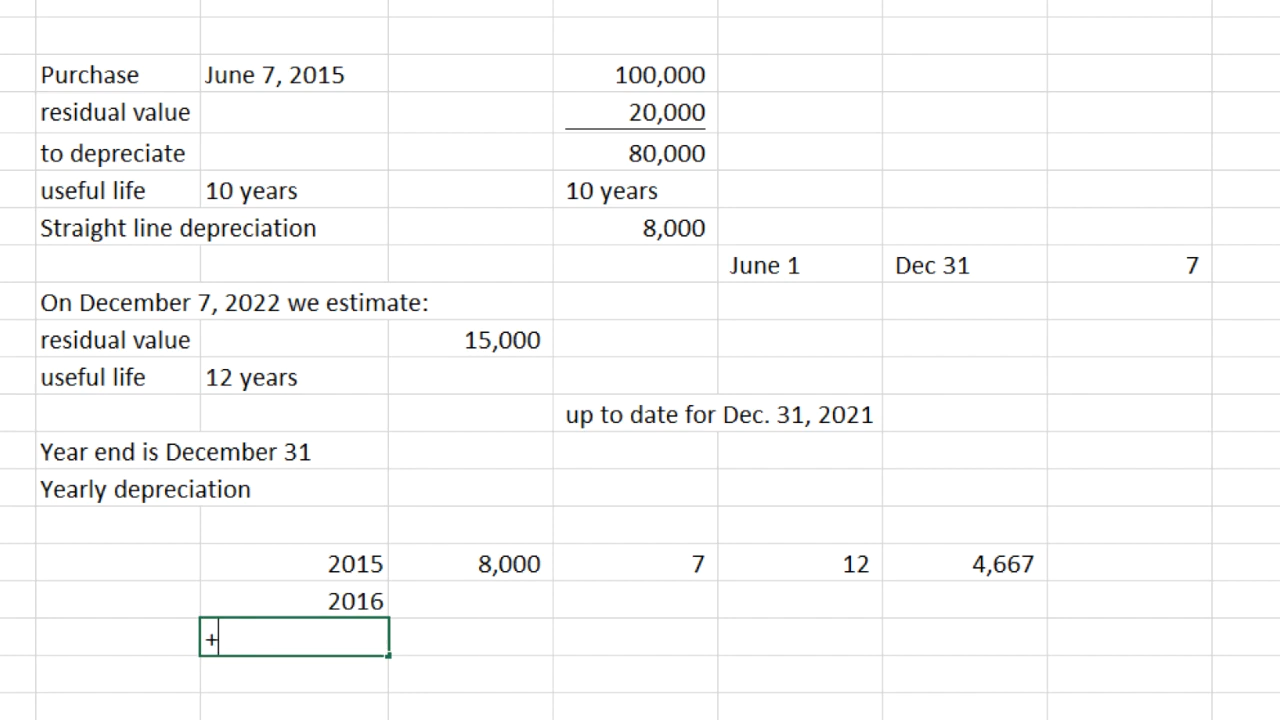 Purchase June 7, 2015 100,000
residual value 20,000
to depreciate 80,000
useful life 10 years 10 years
Straight line depreciation 8,000
June 1 Dec 31 7
On December 7, 2022 we estimate:
residual value 15,000
useful life 12 years
up to date for Dec. 31, 2021
Year end is December 31
Yearly depreciation
2015 8,000 7 12 4,667
2016
+